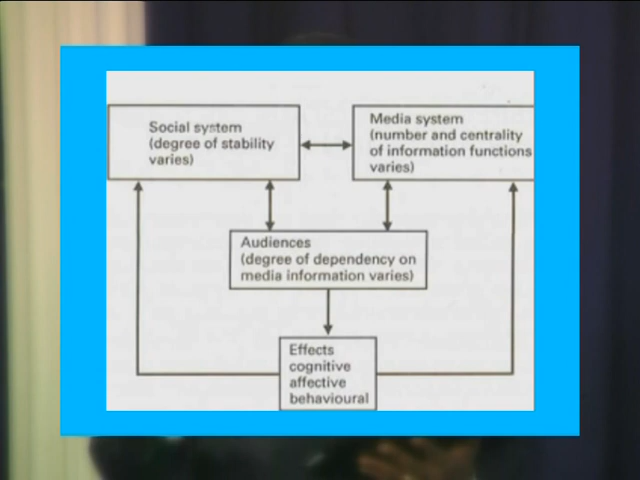 Social system
(degree of stability
varies)
Media system
(number and centrality
of information functions
varies)
Audiences
(degree of dependency on
media information varies)
Effects
cognitive
affective
behavioural